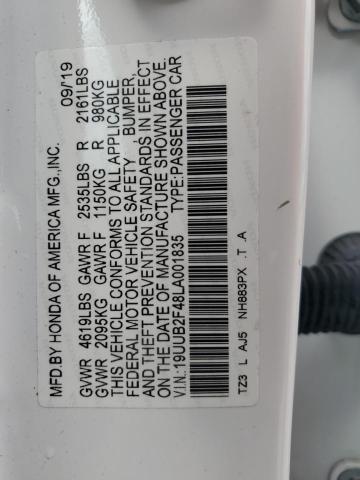 MFD.BY HONDA OF AMERICA MFG.,INC. 09/19
GVWR 4619LBS GAWR F 2535LBS R 2161LBS
GVWR 2095KG GAWR F 1150KG R 980KG
THIS VEHICLE CONFORMS TO ALL APPLICABLE
FEDERAL MOTOR VEHICLE SAFETY BUMPER,
AND THEFT PREVENTION STANDARDS IN EFFECT
ON THE DATE OF MANUFACTURE SHOWN ABOVE.
V.I.N.:19UUB2F48LA001835 TYPE:PASSENGER CAR
TZ3 L AJ5 NH883PX T A